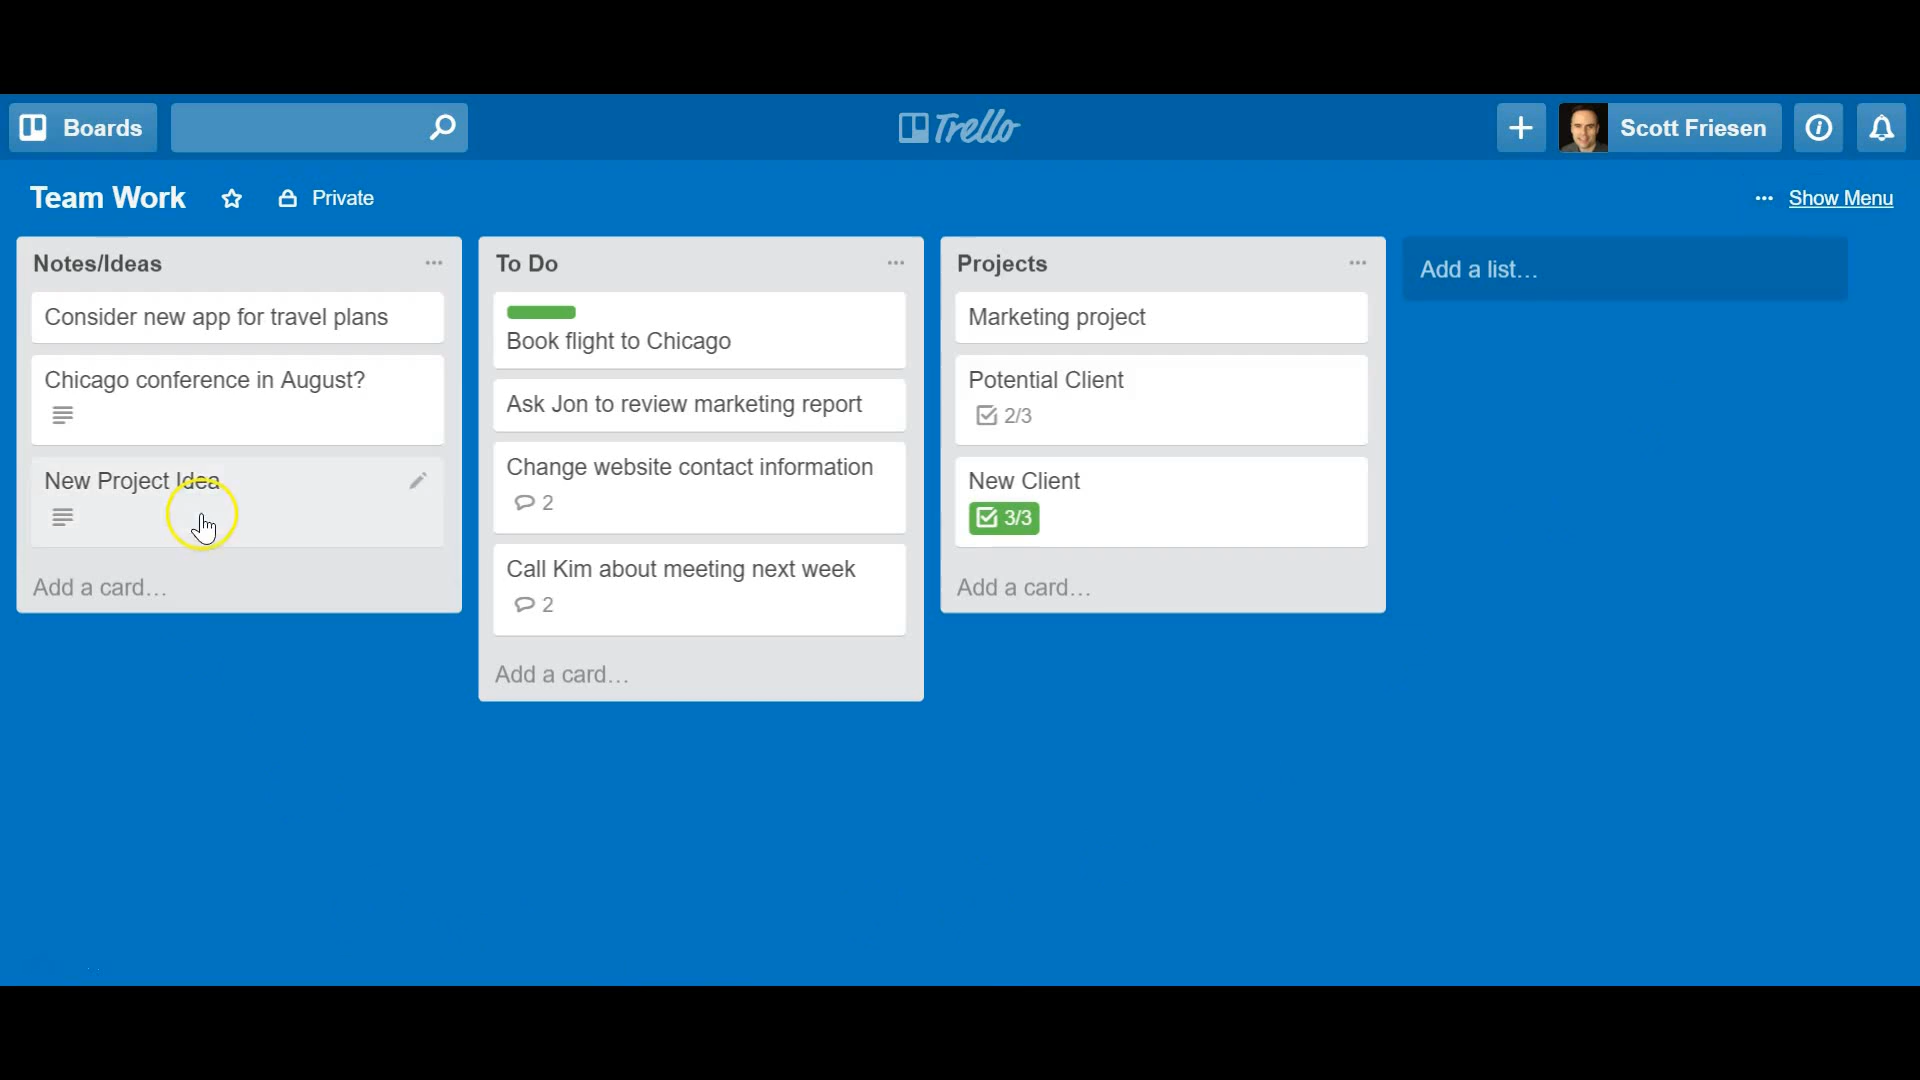 Boards
Trello
Scott Friesen
Team Work
Private
... Show Menu
Notes/Ideas
Consider new app for travel plans
Chicago conference in August?
New Project Idea
Add a card…
To Do
Book flight to Chicago
Ask Jon to review marketing report
Change website contact information
2
Call Kim about meeting next week
2
Add a card…
Projects
Marketing project
Potential Client
2/3
New Client
3/3
Add a card…
Add a list…